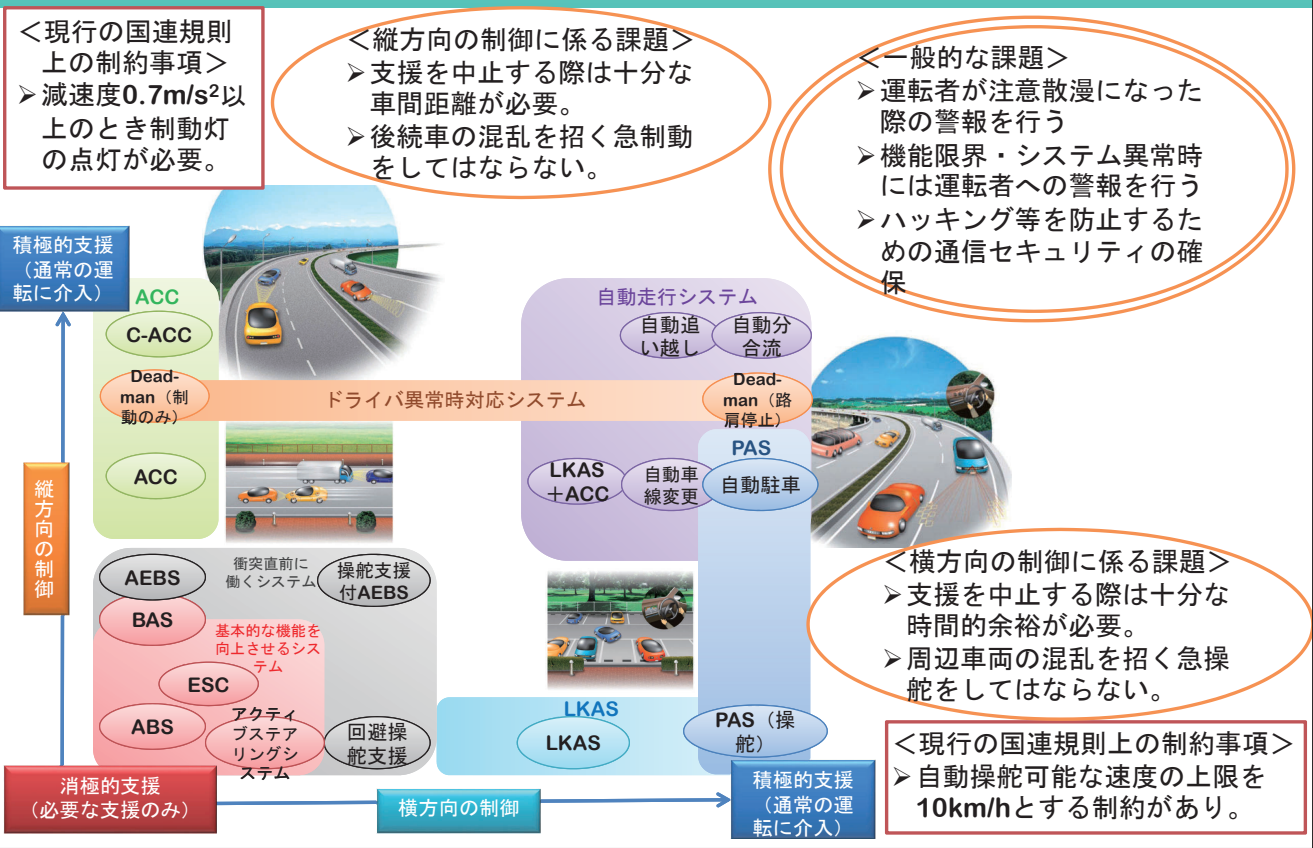 ＜現行の国連規則
上の制約事項＞
➢減速度0.7m/s²以
上のとき制動灯
の点灯が必要。
＜縦方向の制御に係る課題＞
➢支援を中止する際は十分な
車間距離が必要。
➢後続車の混乱を招く急制動
をしてはならない。
＜一般的な課題＞
➢運転者が注意散漫になった
際の警報を行う
➢機能限界・システム異常時
には運転者への警報を行う
➢ハッキング等を防止するた
めの通信セキュリティの確
保
積極的支援
（通常の運
転に介入）
ACC
C-ACC
Dead-
man（制
動のみ）
ACC
ドライバ異常時対応システム
自動走行システム
自動追
い越し
自動分
合流
Dead-
man（路
肩停止）
PAS
LKAS
＋ACC
自動車
線変更
自動駐車
縦方向の制御
AEBS
衝突直前に
働くシステム
操舵支援
付AEBS
BAS
基本的な機能を
向上させるシス
テム
ESC
ABS
アクティ
ブステア
リングシ
ステム
回避操
舵支援
LKAS
LKAS
PAS（操
舵）
＜横方向の制御に係る課題＞
➢支援を中止する際は十分な
時間的余裕が必要。
➢周辺車両の混乱を招く急操
舵をしてはならない。
＜現行の国連規則上の制約事項＞
➢自動操舵可能な速度の上限を
10km/hとする制約があり。
消極的支援
（必要な支援のみ）
横方向の制御
積極的支援
（通常の運
転に介入）